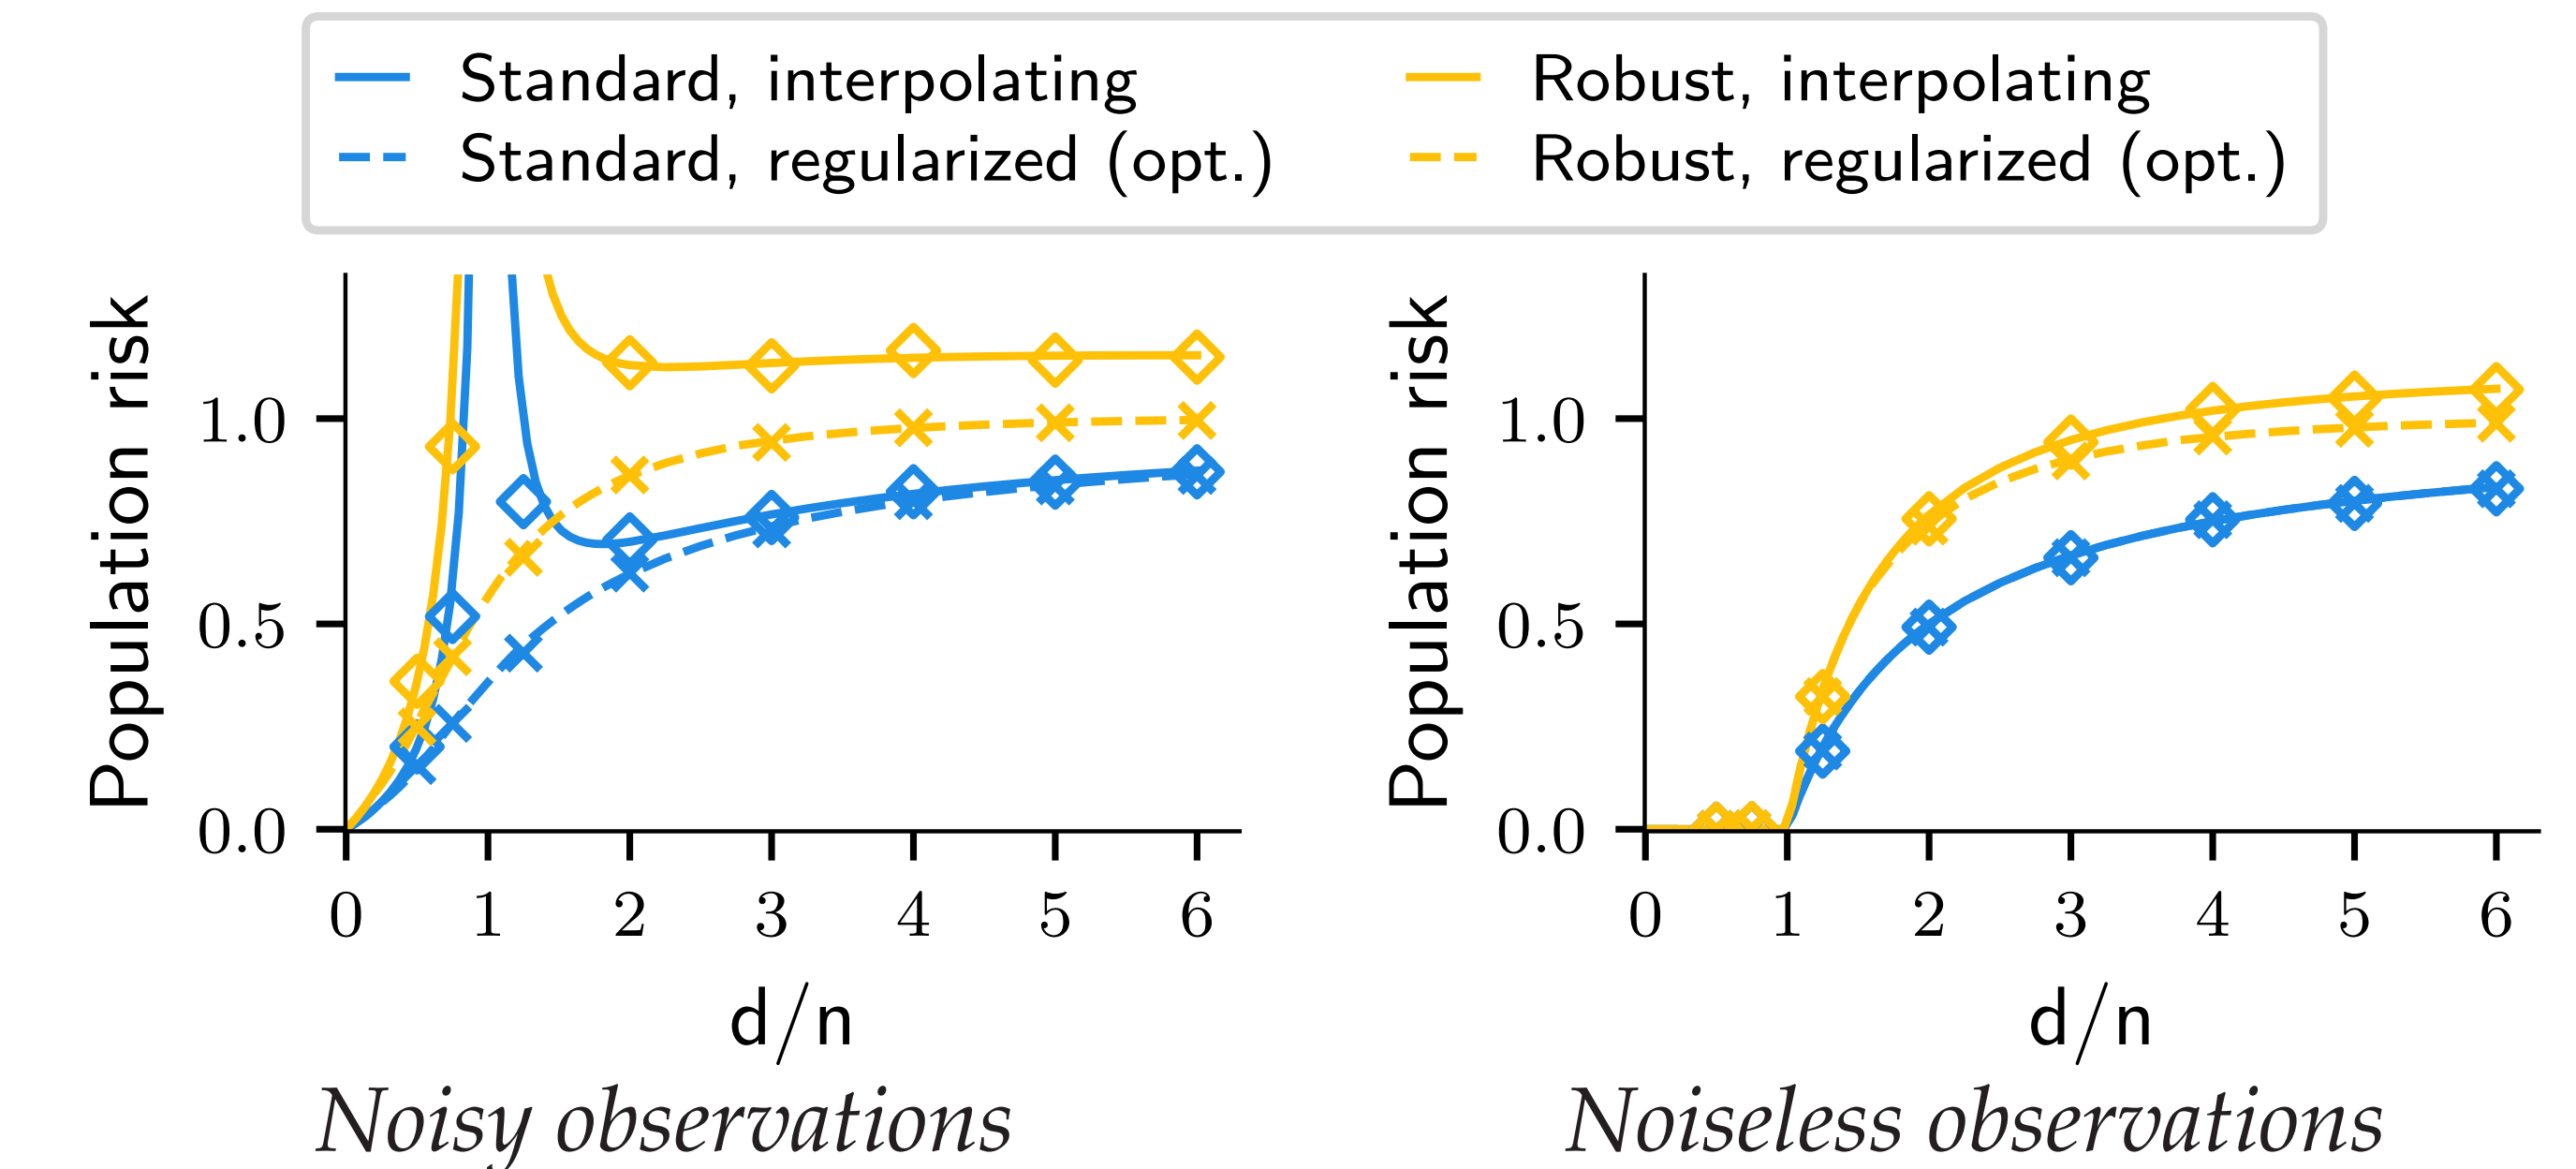 Standard, interpolating
Standard, regularized (opt.)
Robust, interpolating
Robust, regularized (opt.)
Population risk
1.0
0.5
0.0
0 1 2 3 4 5 6
d/n
Noisy observations
Population risk
1.0
0.5
0.0
0 1 2 3 4 5 6
d/n
Noiseless observations